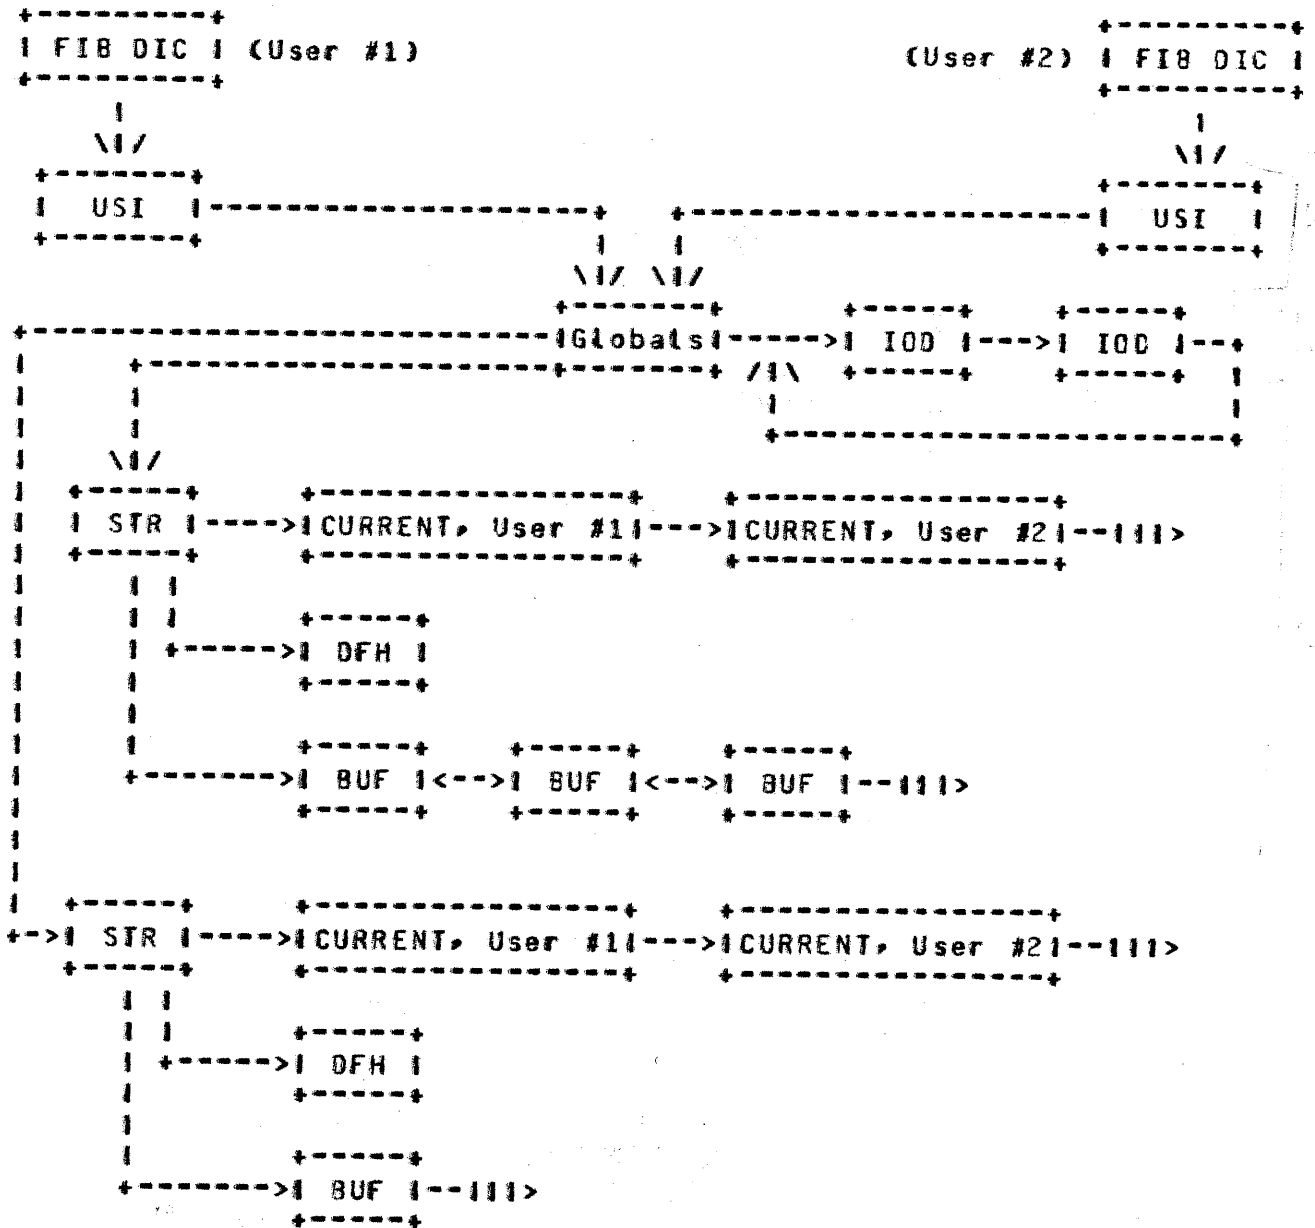 FIB DIC (User #1)
(User #2) FIB DIC
USI
USI
Globals IOD IOD
STR CURRENT, User #1 CURRENT, User #2
DFH
BUF BUF BUF
STR CURRENT, User #1 CURRENT, User #2
DFH
BUF